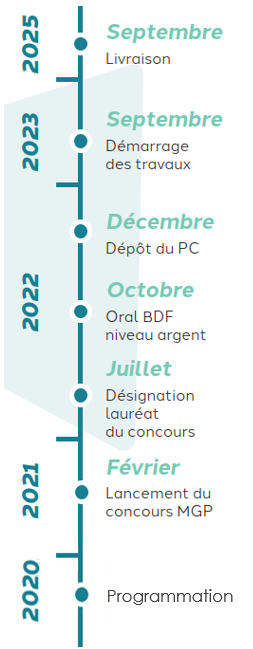 2025
Septembre
Livraison
2023
Septembre
Démarrage
des travaux
2022
Décembre
Dépôt du PC
Octobre
Oral BDF
niveau argent
Juillet
Désignation
lauréat
du concours
2021
Février
Lancement du
concours MGP
2020
Programmation